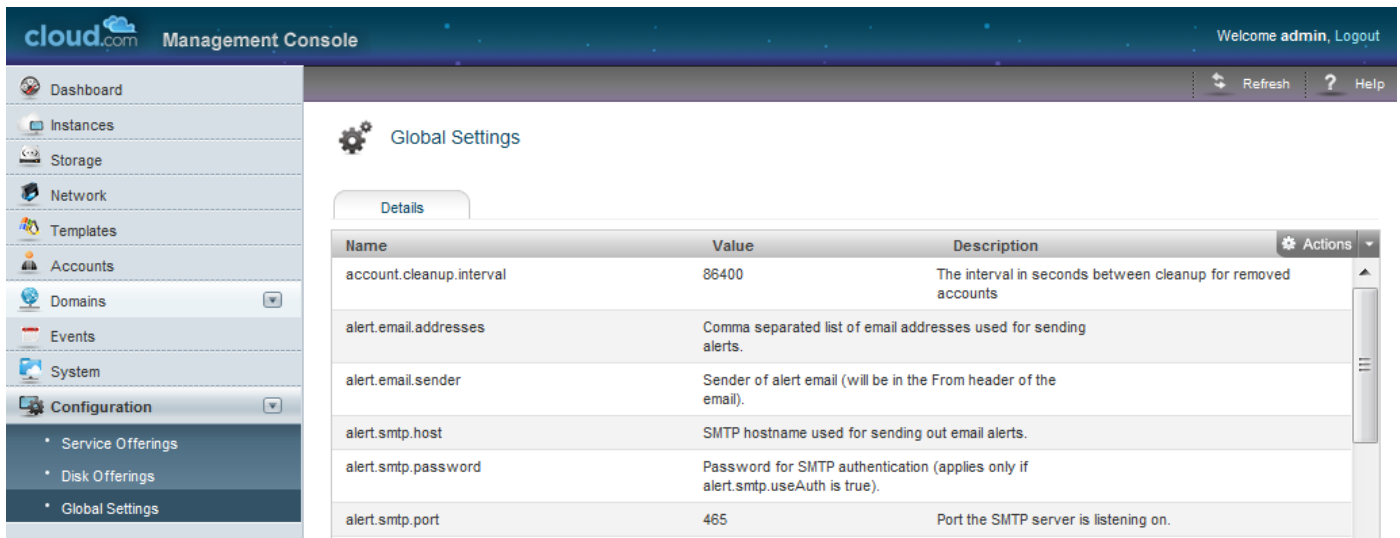 cloud.com Management Console
Welcome admin, Logout
Refresh
? Help
Dashboard
Instances
Storage
Network
Templates
Accounts
Domains
Events
System
Configuration
Service Offerings
Disk Offerings
Global Settings
Global Settings
Details
Name Value Description Actions
account.cleanup.interval 86400 The interval in seconds between cleanup for removed
accounts
alert.email.addresses Comma separated list of email addresses used for sending
alerts.
alert.email.sender Sender of alert email (will be in the From header of the
email).
alert.smtp.host SMTP hostname used for sending out email alerts.
alert.smtp.password Password for SMTP authentication (applies only if
alert.smtp.useAuth is true).
alert.smtp.port 465 Port the SMTP server is listening on.